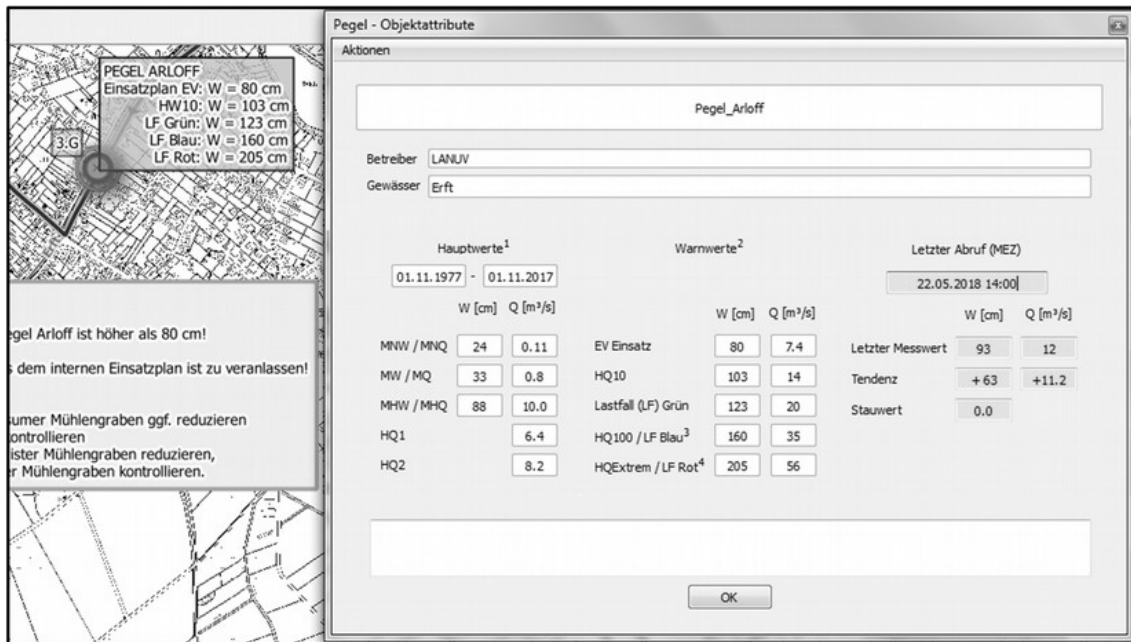 PEGEL ARLOFF
Einsatzplan EV: W = 80 cm
HW10: W = 103 cm
LF Grün: W = 123 cm
LF Blau: W = 160 cm
LF Rot: W = 205 cm
3.G
egel Arloff ist höher als 80 cm!
s dem internen Einsatzplan ist zu veranlassen!
sumer Mühlengraben ggf. reduzieren
kontrollieren
ister Mühlengraben reduzieren,
er Mühlengraben kontrollieren.
Pegel - Objektattribute
Aktionen
Pegel_Arloff
Betreiber LANUV
Gewässer Erft
Hauptwerte¹ Warnwerte² Letzter Abruf (MEZ)
01.11.1977 - 01.11.2017 22.05.2018 14:00
W [cm] Q [m³/s] W [cm] Q [m³/s] W [cm] Q [m³/s]
MNW / MNQ 24 0.11 EV Einsatz 80 7.4 Letzter Messwert 93 12
MW / MQ 33 0.8 HQ10 103 14 Tendenz +63 +11.2
MHW / MHQ 88 10.0 Lastfall (LF) Grün 123 20 Stauwert 0.0
HQ1 6.4 HQ100 / LF Blau³ 160 35
HQ2 8.2 HQExtrem / LF Rot⁴ 205 56
OK